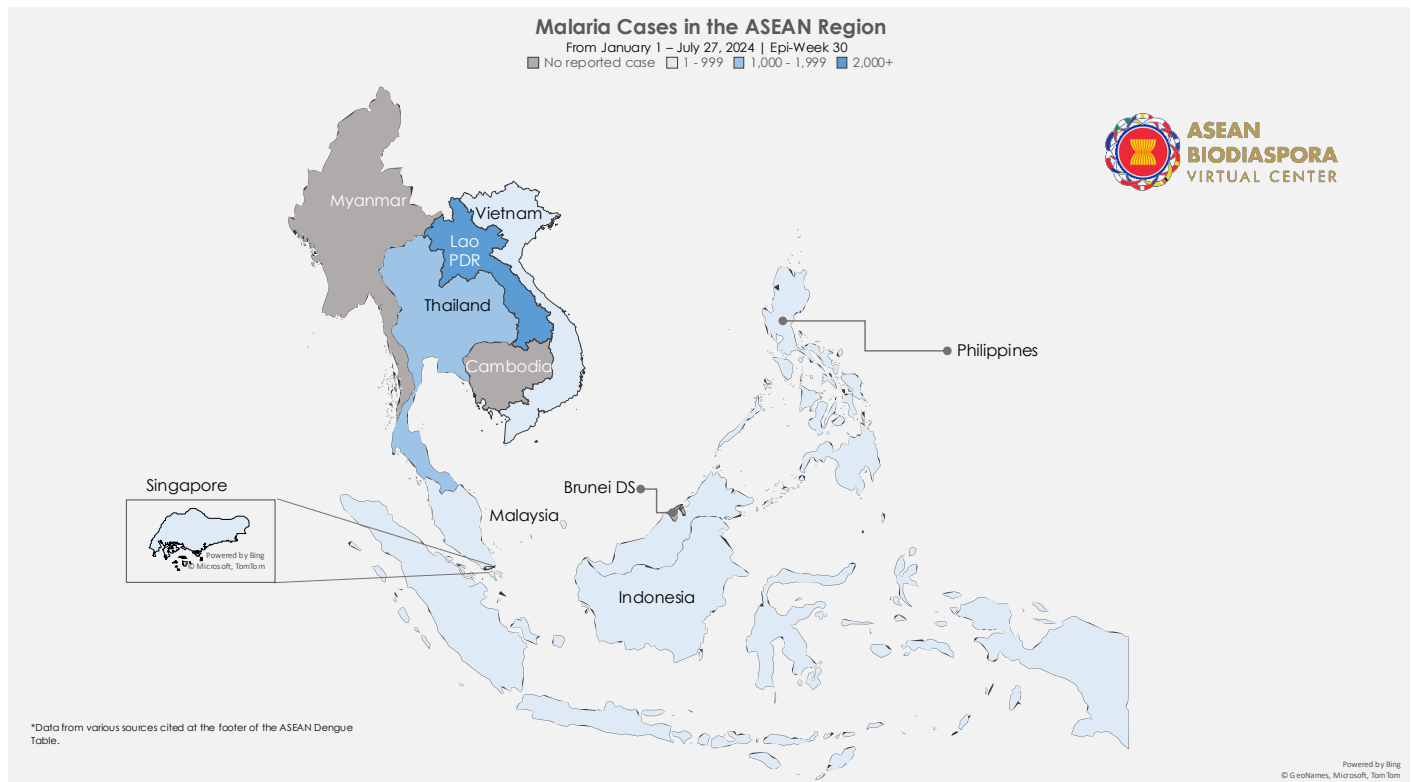 Malaria Cases in the ASEAN Region
From January 1 – July 27, 2024 | Epi-Week 30
No reported case 1 - 999 1,000 - 1,999 2,000+
ASEAN
BIODIASPORA
VIRTUAL CENTER
Myanmar
Vietnam
Lao
PDR
Thailand
Cambodia
Philippines
Singapore
Brunei DS
Malaysia
Powered by Bing
© Microsoft, TomTom
Indonesia
*Data from various sources cited at the footer of the ASEAN Dengue
Table.
Powered by Bing
© GeoNames, Microsoft, TomTom